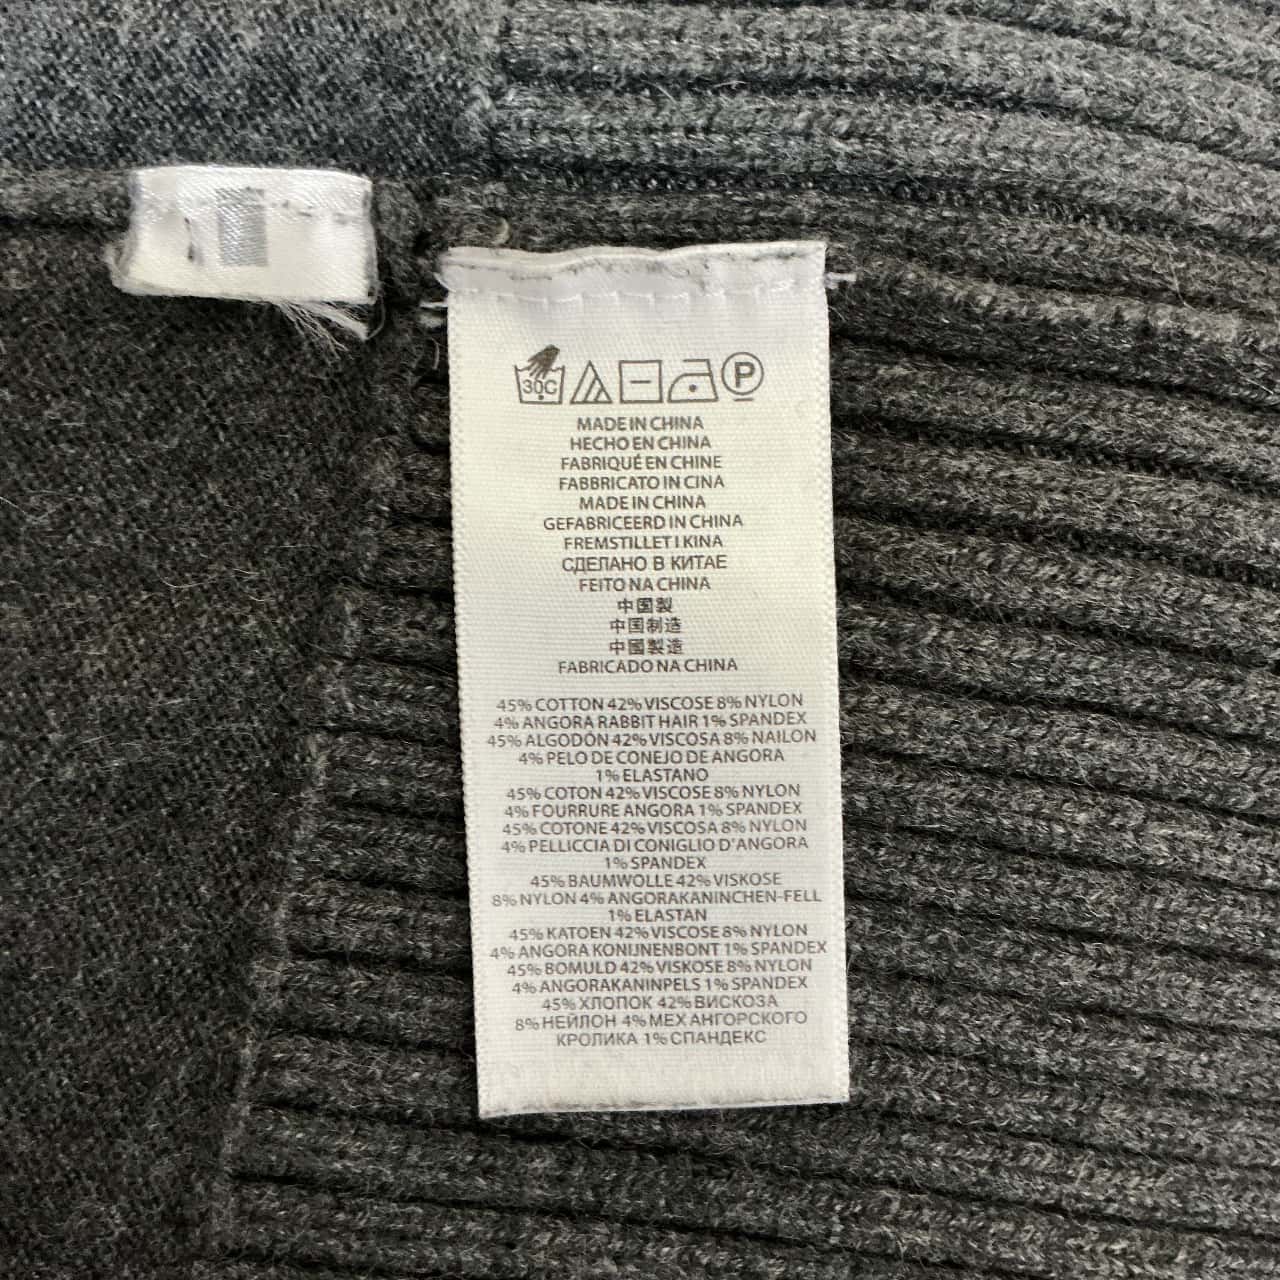 30C P
MADE IN CHINA
HECHO EN CHINA
FABRIQUÉ EN CHINE
FABBRICATO IN CINA
MADE IN CHINA
GEFABRICEERD IN CHINA
FREMSTILLET I KINA
СДЕЛАНО В КИТАЕ
FEITO NA CHINA
中国製
中国制造
中國製造
FABRICADO NA CHINA
45% COTTON 42% VISCOSE 8% NYLON
4% ANGORA RABBIT HAIR 1% SPANDEX
45% ALGODÓN 42% VISCOSA 8% NAILON
4% PELO DE CONEJO DE ANGORA
1% ELASTANO
45% COTON 42% VISCOSE 8% NYLON
4% FOURRURE ANGORA 1% SPANDEX
45% COTONE 42% VISCOSA 8% NYLON
4% PELLICCIA DI CONIGLIO D'ANGORA
1% SPANDEX
45% BAUMWOLLE 42% VISKOSE
8% NYLON 4% ANGORAKANINCHEN-FELL
1% ELASTAN
45% KATOEN 42% VISCOSE 8% NYLON
4% ANGORA KONIJNENBONT 1% SPANDEX
45% BOMULD 42% VISKOSE 8% NYLON
4% ANGORAKANINPELS 1% SPANDEX
45% ХЛОПОК 42% ВИСКОЗА
8% НЕЙЛОН 4% МЕХ АНГОРСКОГО
КРОЛИКА 1% СПАНДЕКС